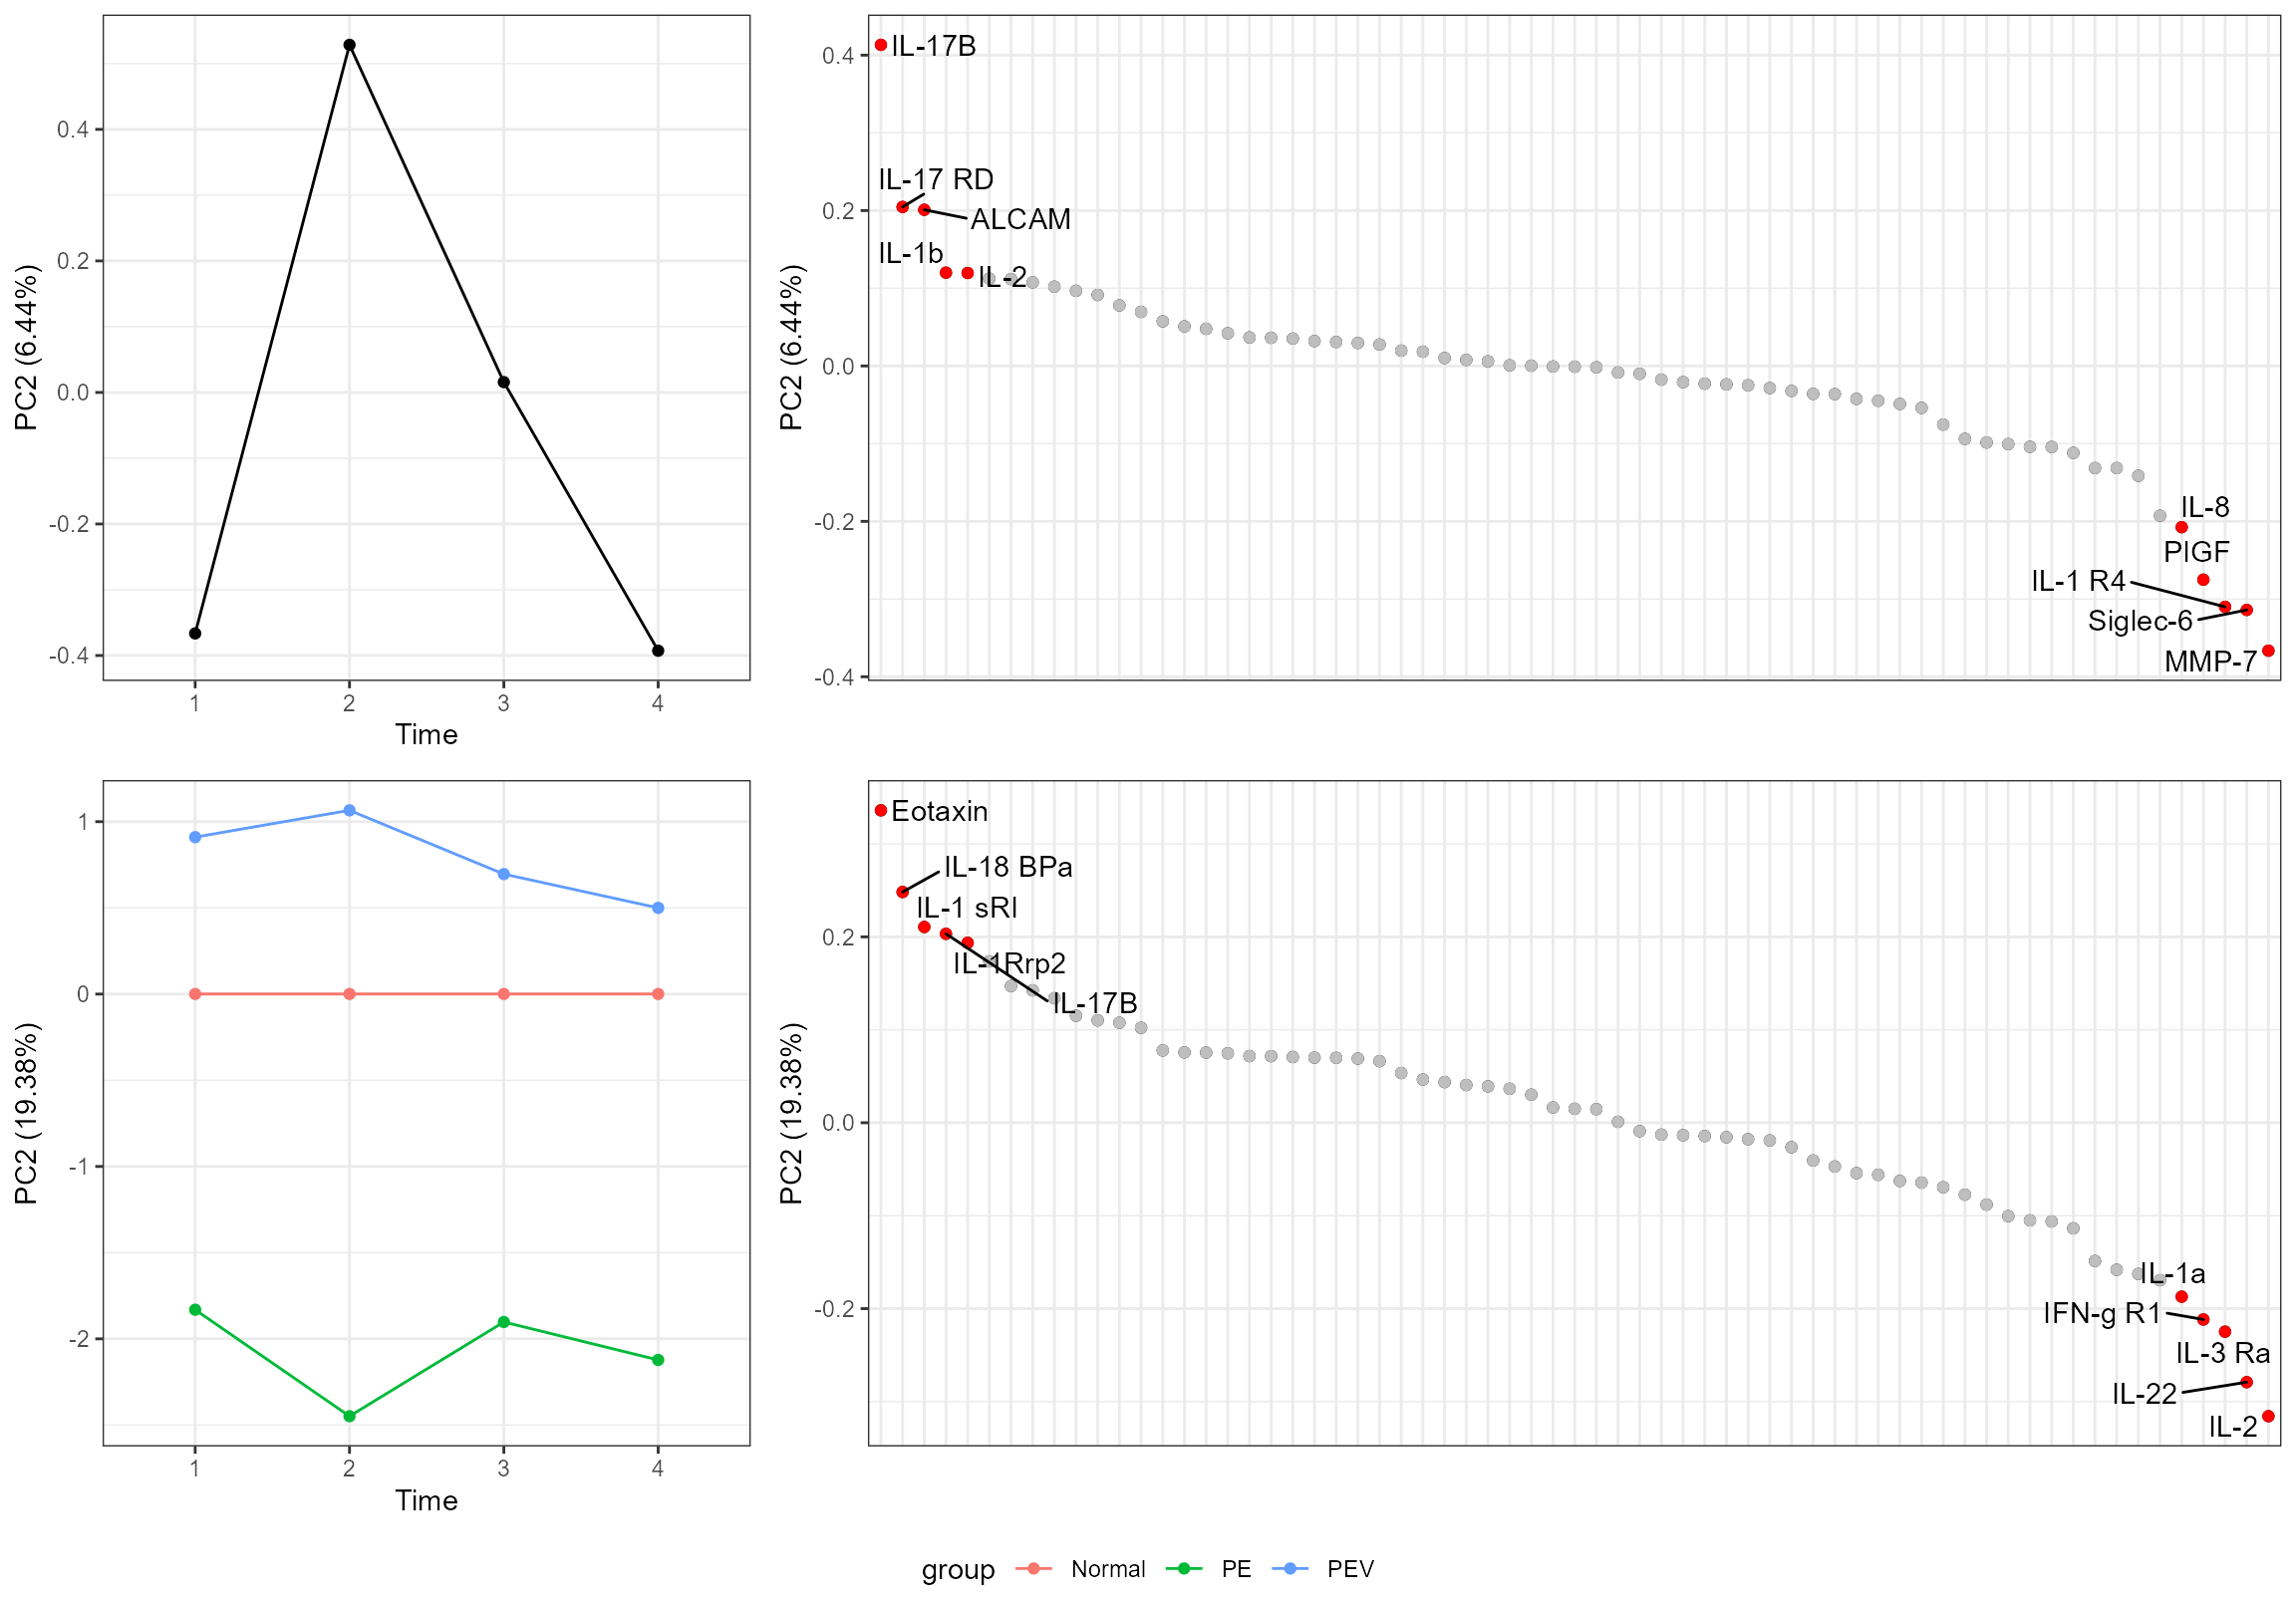 PC2 (6.44%)
0.4
0.2
0.0
-0.2
-0.4
1 2 3 4
Time
PC2 (6.44%)
0.4
0.2
0.0
-0.2
-0.4
IL-17B
IL-17 RD
ALCAM
IL-1b
IL-2
IL-8
PlGF
IL-1 R4
Siglec-6
MMP-7
PC2 (19.38%)
1
0
-1
-2
1 2 3 4
Time
PC2 (19.38%)
0.2
0.0
-0.2
Eotaxin
IL-18 BPa
IL-1 sRI
IL-1Rrp2
IL-17B
IL-1a
IFN-g R1
IL-3 Ra
IL-22
IL-2
group Normal PE PEV